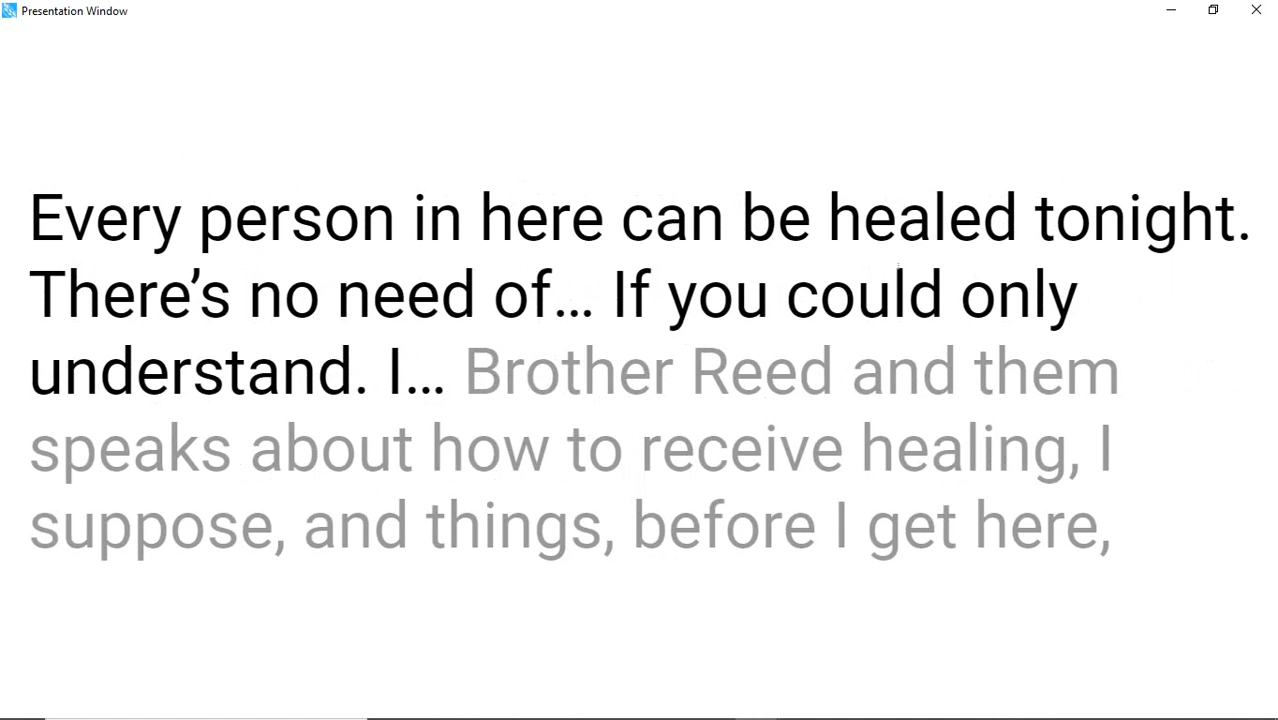 Presentation Window
Every person in here can be healed tonight.
There’s no need of… If you could only
understand. I… Brother Reed and them
speaks about how to receive healing, I
suppose, and things, before I get here,